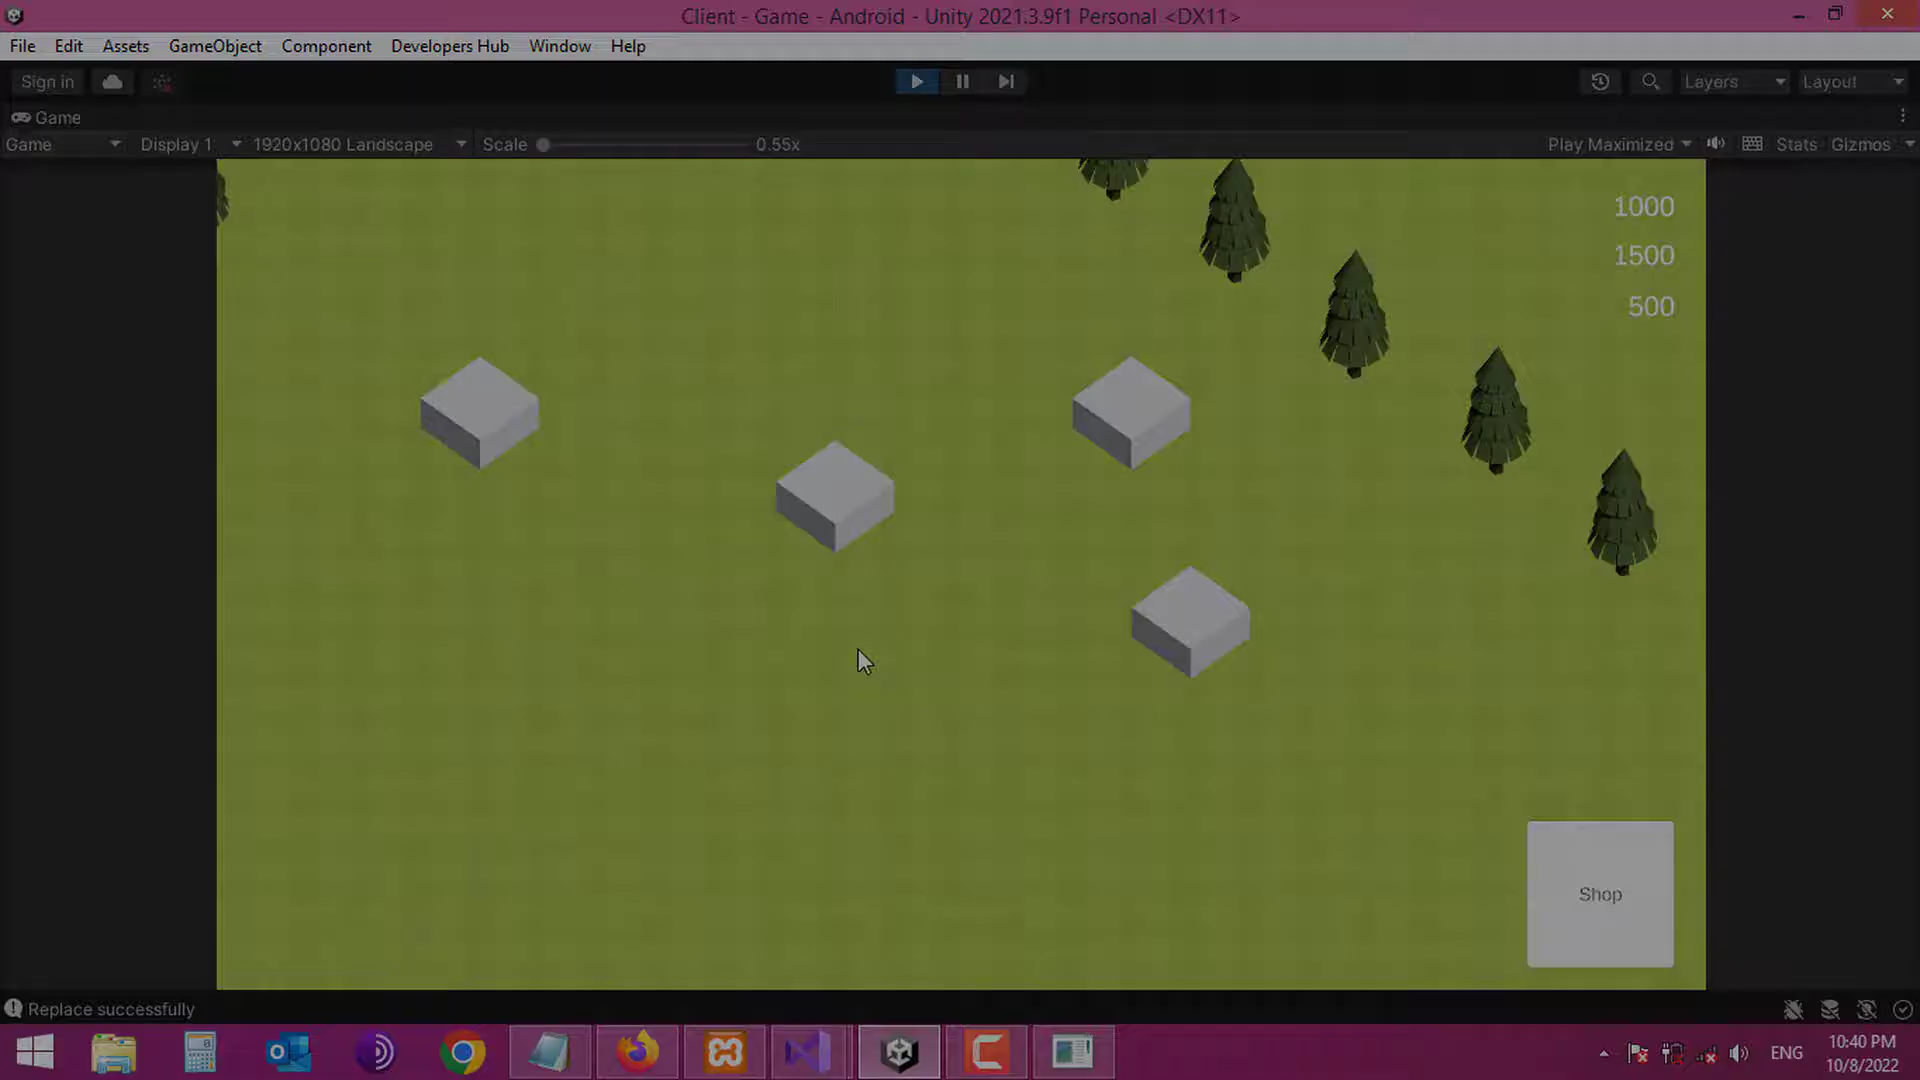 Client - Game - Android - Unity 2021.3.9f1 Personal <DX11>
File Edit Assets GameObject Component Developers Hub Window Help
Sign in Layers Layout
Game
Game Display 1 1920x1080 Landscape Scale 0.55x Play Maximized Stats Gizmos
1000
1500
500
Shop
Replace successfully
ENG
10:40 PM
10/8/2022